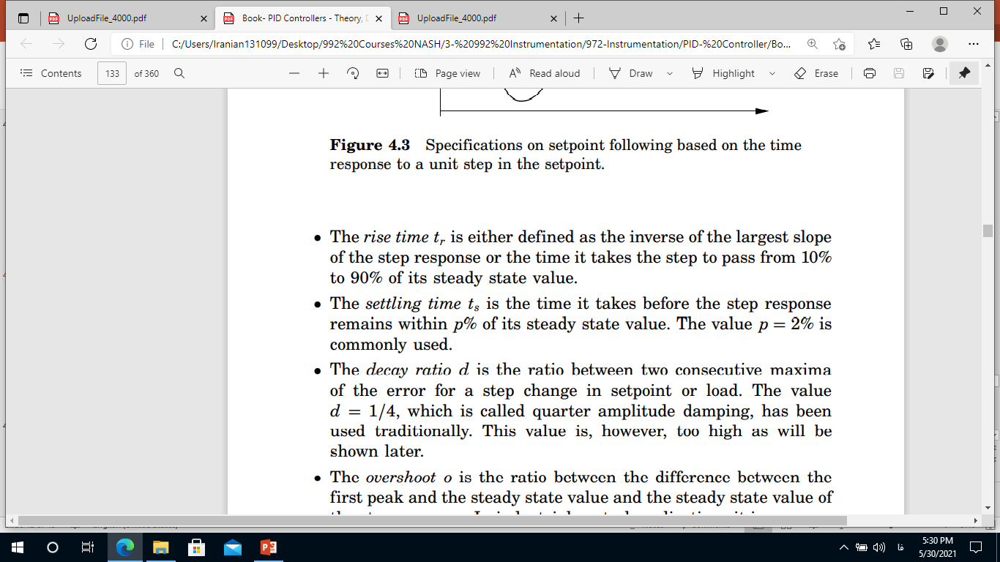 UploadFile_4000.pdf
Book- PID Controllers - Theory, D
UploadFile_4000.pdf
File
C:/Users/Iranian131099/Desktop/992%20Courses%20NASH/3-%20992%20Instrumentation/972-Instrumentation/PID-%20Controller/Bo...
Contents
133 of 360
Page view
Read aloud
Draw
Highlight
Erase
Figure 4.3 Specifications on setpoint following based on the time
response to a unit step in the setpoint.
• The rise time tr is either defined as the inverse of the largest slope
of the step response or the time it takes the step to pass from 10%
to 90% of its steady state value.
• The settling time ts is the time it takes before the step response
remains within p% of its steady state value. The value p = 2% is
commonly used.
• The decay ratio d is the ratio between two consecutive maxima
of the error for a step change in setpoint or load. The value
d = 1/4, which is called quarter amplitude damping, has been
used traditionally. This value is, however, too high as will be
shown later.
• The overshoot o is the ratio between the difference between the
first peak and the steady state value and the steady state value of
فا
5:30 PM
5/30/2021